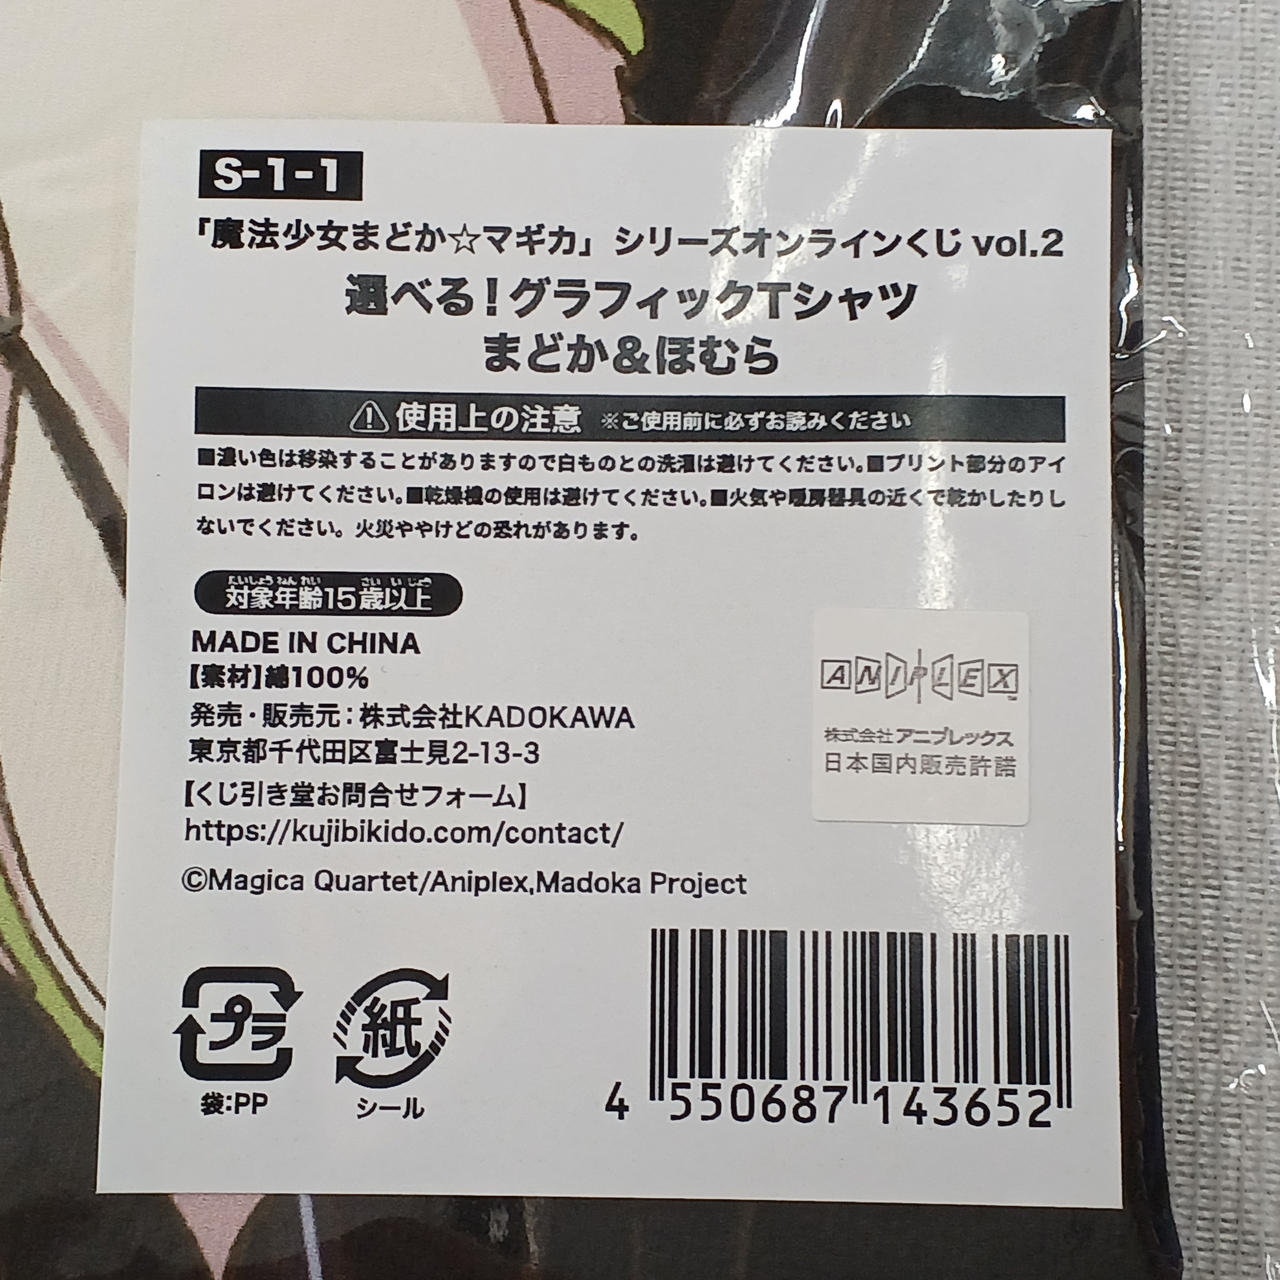 S-1-1
「魔法少女まどか☆マギカ」シリーズオンラインくじ vol.2
選べる!グラフィックTシャツ
まどか&ほむら
使用上の注意 ※ご使用前に必ずお読みください
■濃い色は移染することがありますので白ものとの洗濯は避けてください。■プリント部分のアイ
ロンは避けてください。■乾燥機の使用は避けてください。■火気や暖房器具の近くで乾かしたりし
ないでください。火災ややけどの恐れがあります。
たいしょうねんれい さいいじょう
対象年齢15歳以上
MADE IN CHINA
【素材】綿100%
発売・販売元：株式会社KADOKAWA
東京都千代田区富士見2-13-3
【くじ引き堂お問合せフォーム】
https://kujibikido.com/contact/
©Magica Quartet/Aniplex,Madoka Project
ANIPLEX
株式会社アニプレックス
日本国内販売許諾
プラ
袋:PP
紙
シール
4 550687 143652